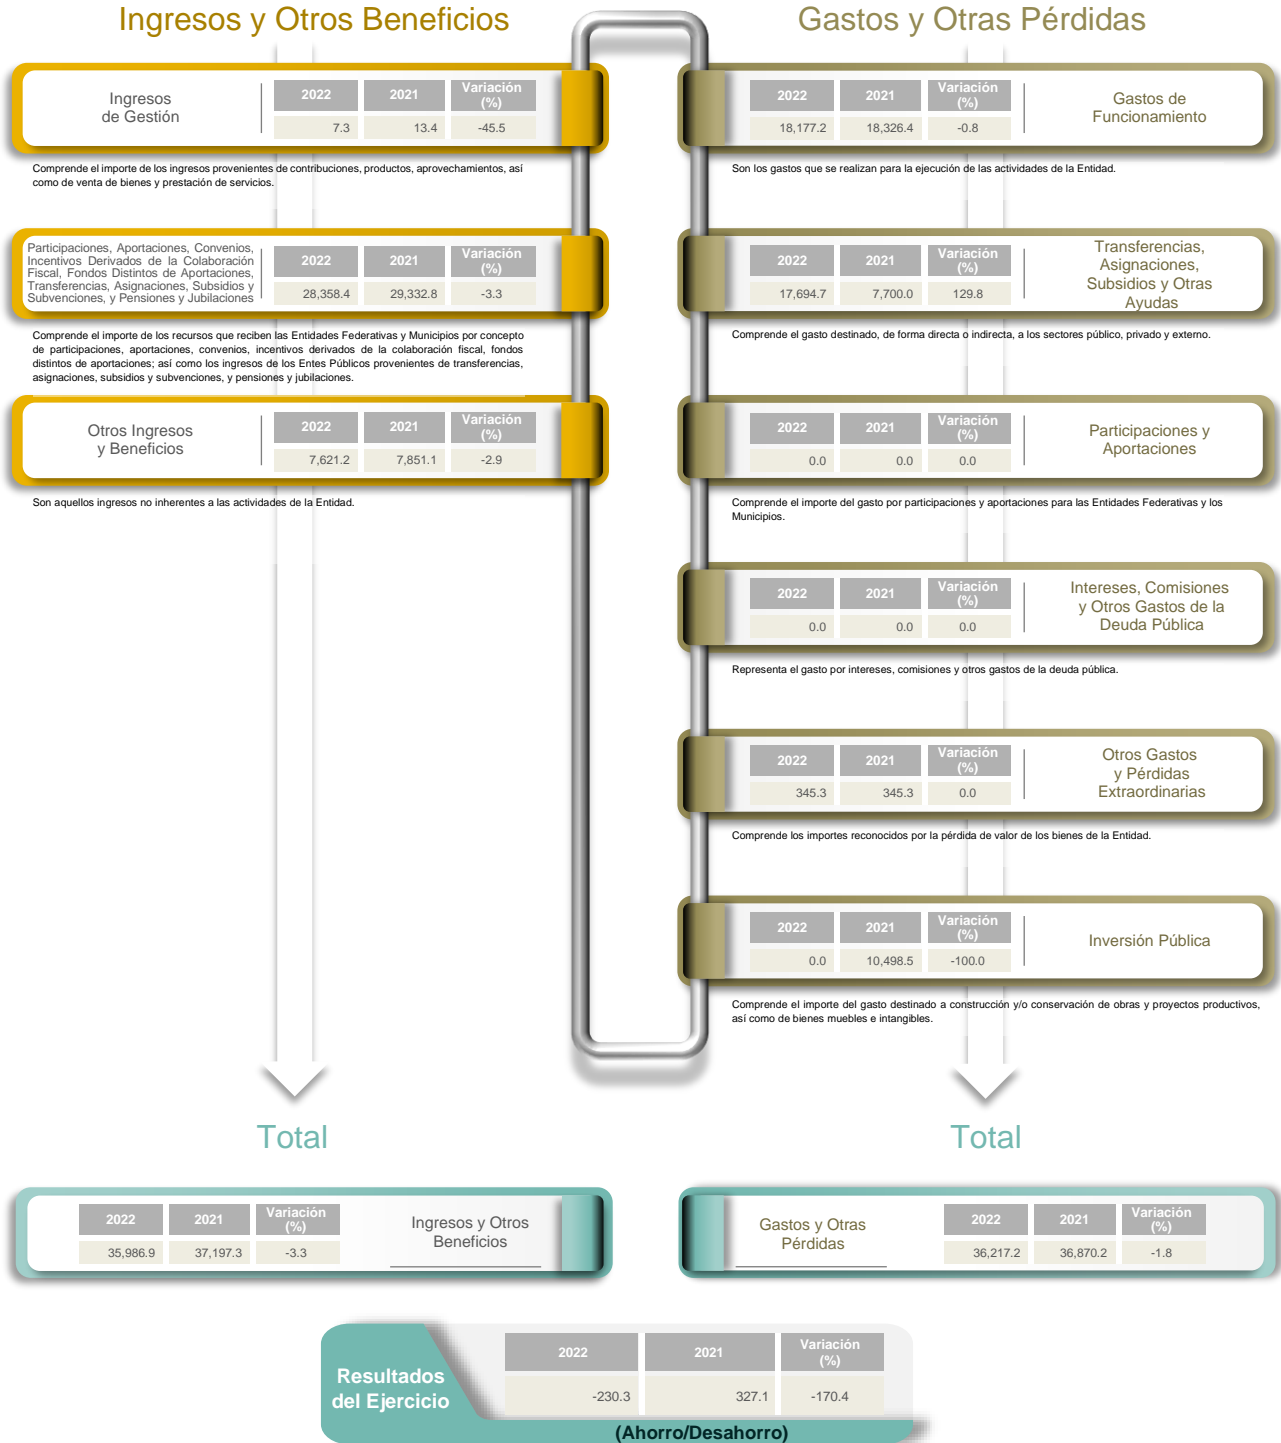 Ingresos y Otros Beneficios
Ingresos
de Gestión
2022 2021 Variación
(%)
7.3 13.4 -45.5
Comprende el importe de los ingresos provenientes de contribuciones, productos, aprovechamientos, así
como de venta de bienes y prestación de servicios.
Participaciones, Aportaciones, Convenios,
Incentivos Derivados de la Colaboración
Fiscal, Fondos Distintos de Aportaciones,
Transferencias, Asignaciones, Subsidios y
Subvenciones, y Pensiones y Jubilaciones
2022 2021 Variación
(%)
28,358.4 29,332.8 -3.3
Comprende el importe de los recursos que reciben las Entidades Federativas y Municipios por concepto
de participaciones, aportaciones, convenios, incentivos derivados de la colaboración fiscal, fondos
distintos de aportaciones; así como los ingresos de los Entes Públicos provenientes de transferencias,
asignaciones, subsidios y subvenciones, y pensiones y jubilaciones.
Otros Ingresos
y Beneficios
2022 2021 Variación
(%)
7,621.2 7,851.1 -2.9
Son aquellos ingresos no inherentes a las actividades de la Entidad.
Gastos y Otras Pérdidas
2022 2021 Variación
(%)
18,177.2 18,326.4 -0.8
Gastos de
Funcionamiento
Son los gastos que se realizan para la ejecución de las actividades de la Entidad.
2022 2021 Variación
(%)
17,694.7 7,700.0 129.8
Transferencias,
Asignaciones,
Subsidios y Otras
Ayudas
Comprende el gasto destinado, de forma directa o indirecta, a los sectores público, privado y externo.
2022 2021 Variación
(%)
0.0 0.0 0.0
Participaciones y
Aportaciones
Comprende el importe del gasto por participaciones y aportaciones para las Entidades Federativas y los
Municipios.
2022 2021 Variación
(%)
0.0 0.0 0.0
Intereses, Comisiones
y Otros Gastos de la
Deuda Pública
Representa el gasto por intereses, comisiones y otros gastos de la deuda pública.
2022 2021 Variación
(%)
345.3 345.3 0.0
Otros Gastos
y Pérdidas
Extraordinarias
Comprende los importes reconocidos por la pérdida de valor de los bienes de la Entidad.
2022 2021 Variación
(%)
0.0 10,498.5 -100.0
Inversión Pública
Comprende el importe del gasto destinado a construcción y/o conservación de obras y proyectos productivos,
así como de bienes muebles e intangibles.
Total
2022 2021 Variación
(%)
35,986.9 37,197.3 -3.3
Ingresos y Otros
Beneficios
Total
Gastos y Otras
Pérdidas
2022 2021 Variación
(%)
36,217.2 36,870.2 -1.8
Resultados
del Ejercicio
2022 2021 Variación
(%)
-230.3 327.1 -170.4
(Ahorro/Desahorro)